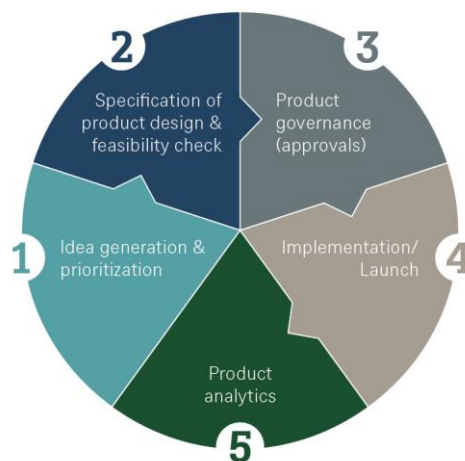 1
Idea generation &
prioritization
2
Specification of
product design &
feasibility check
3
Product
governance
(approvals)
4
Implementation/
Launch
Product
analytics
5